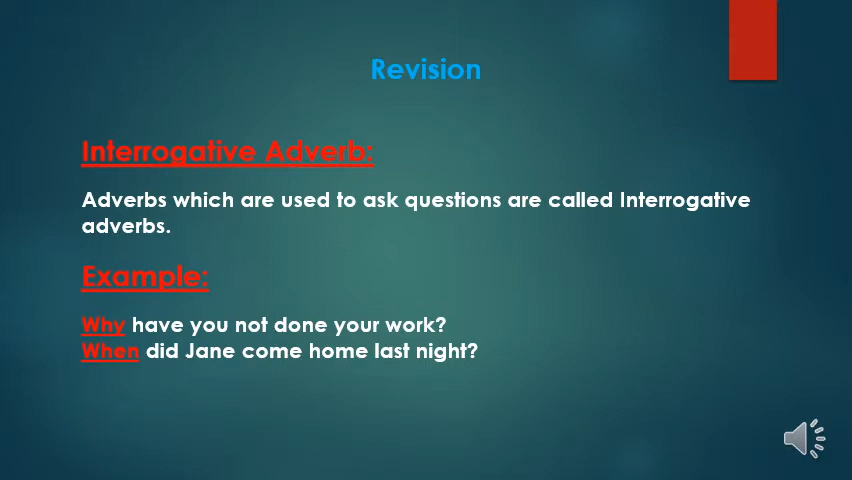 Revision
Interrogative Adverb:
Adverbs which are used to ask questions are called Interrogative
adverbs.
Example:
Why have you not done your work?
When did Jane come home last night?